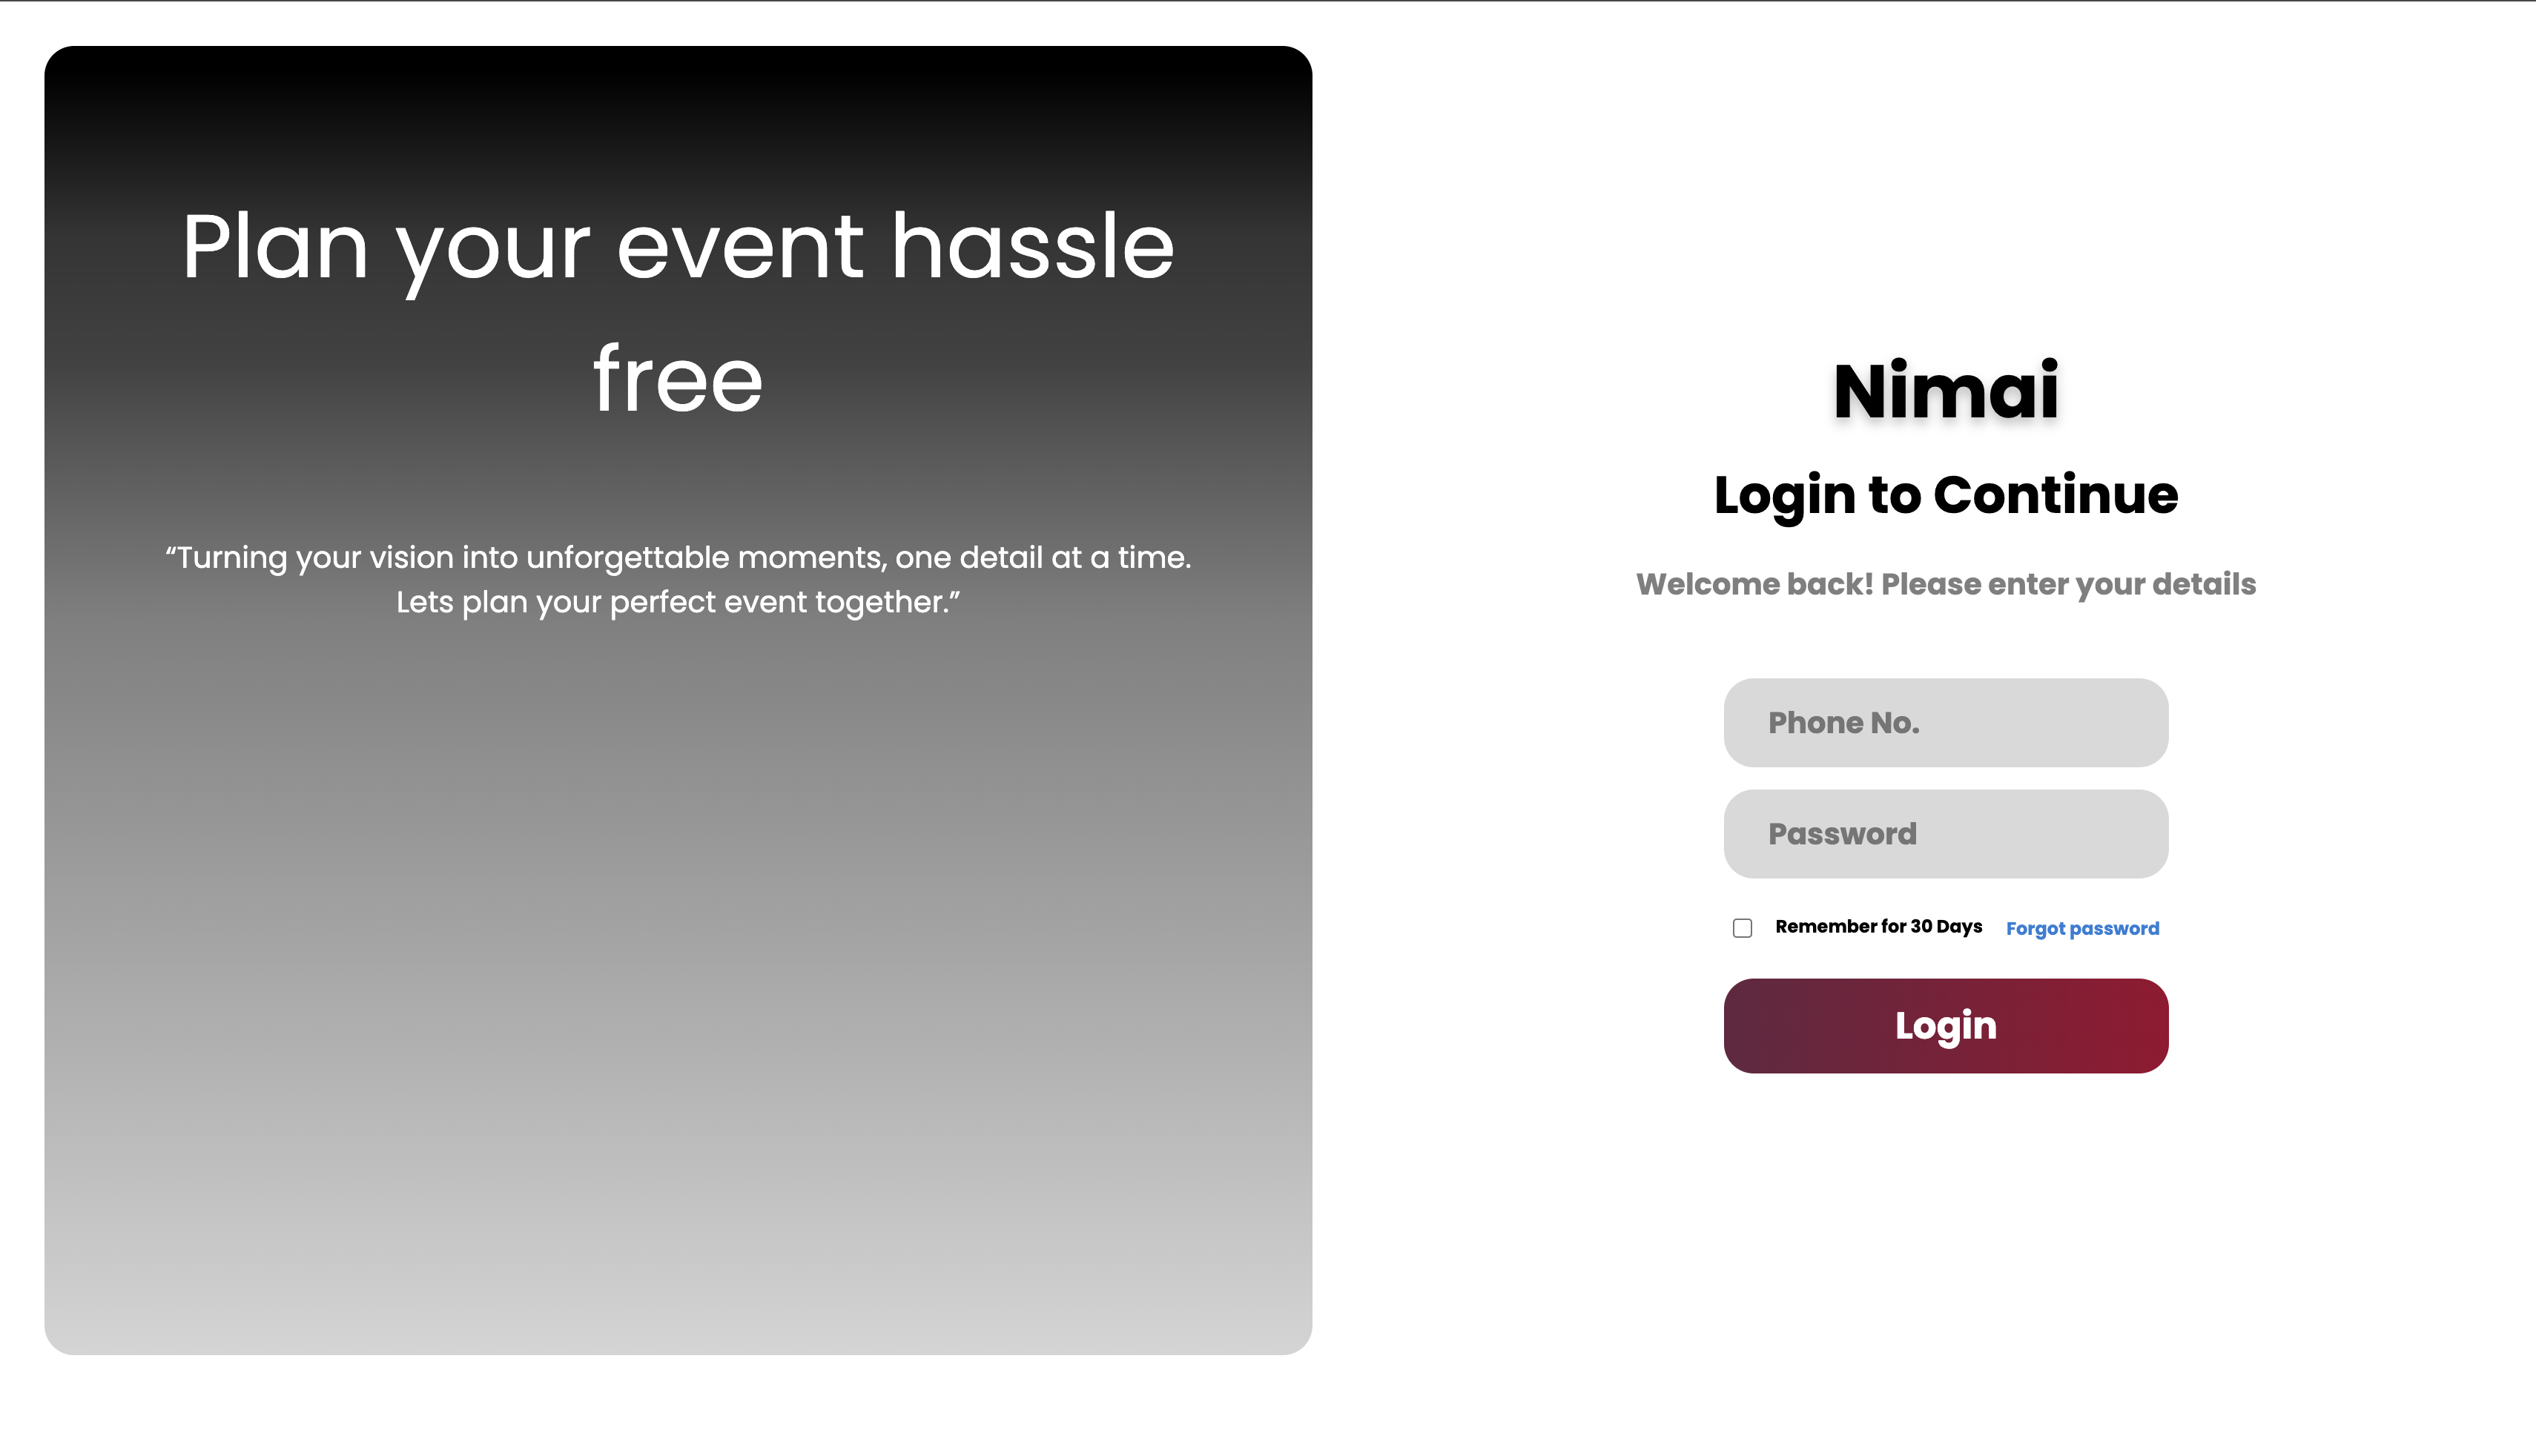 Plan your event hassle
free
“Turning your vision into unforgettable moments, one detail at a time.
Lets plan your perfect event together.”
Nimai
Login to Continue
Welcome back! Please enter your details
Phone No.
Password
Remember for 30 Days Forgot password
Login